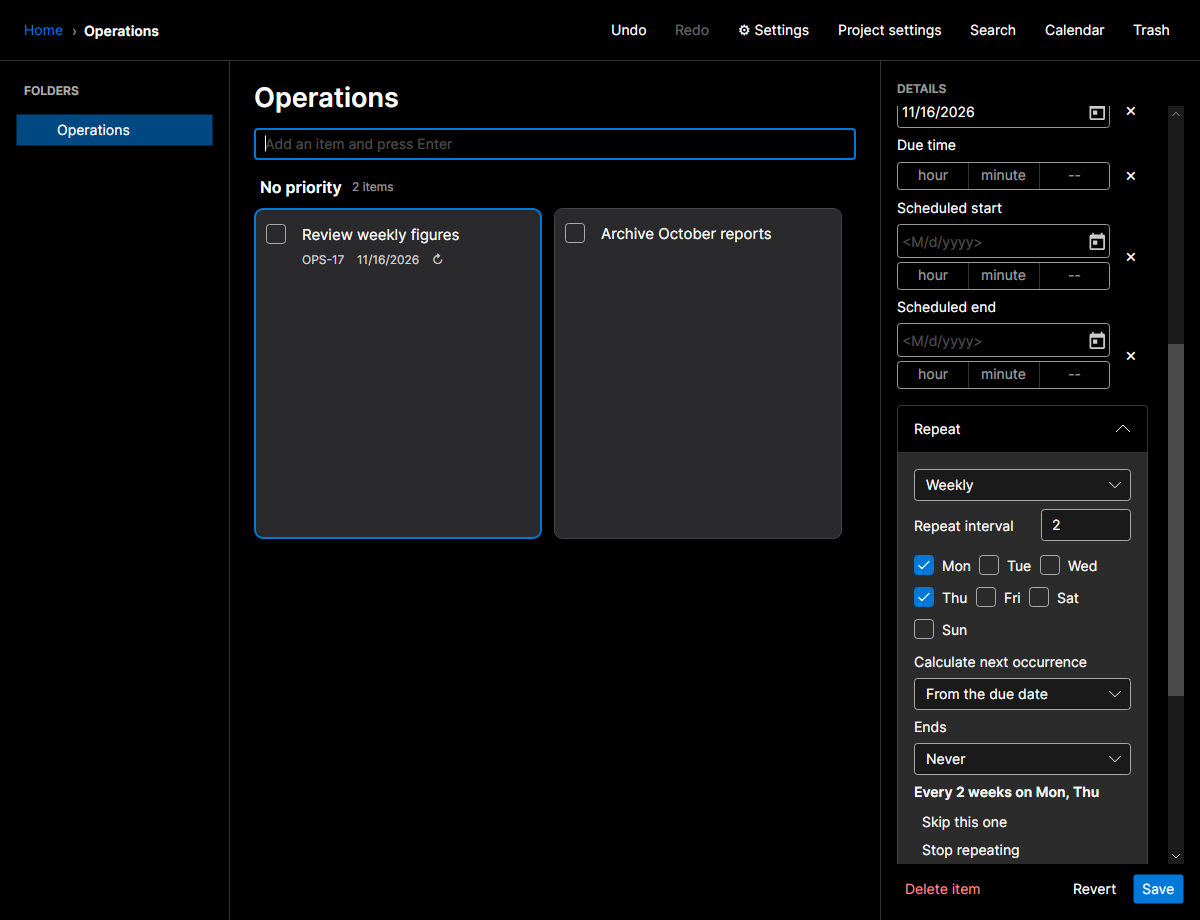 Home › Operations
Undo Redo ⚙ Settings Project settings Search Calendar Trash
FOLDERS
Operations
Operations
Add an item and press Enter
No priority 2 items
Review weekly figures
OPS-17 11/16/2026 ↻
Archive October reports
DETAILS
11/16/2026 ×
Due time
hour minute -- ×
Scheduled start
<M/d/yyyy>
hour minute -- ×
Scheduled end
<M/d/yyyy>
hour minute -- ×
Repeat
Weekly
Repeat interval 2
Mon Tue Wed
Thu Fri Sat
Sun
Calculate next occurrence
From the due date
Ends
Never
Every 2 weeks on Mon, Thu
Skip this one
Stop repeating
Delete item Revert Save